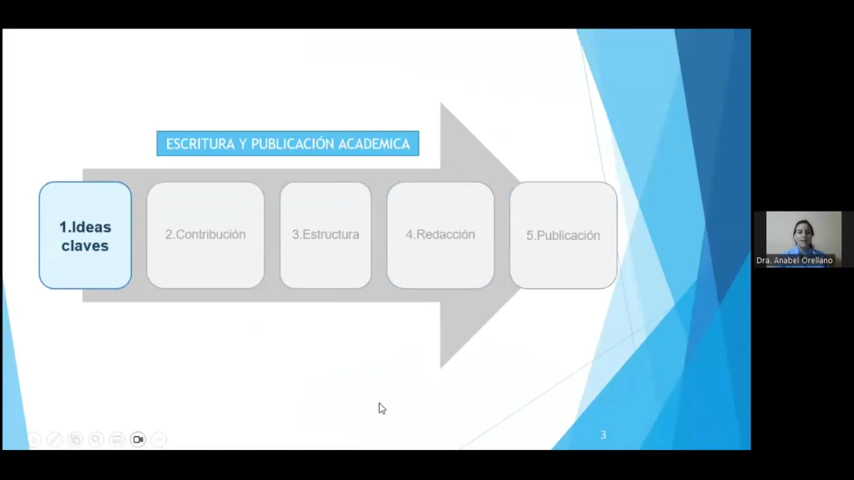 ESCRITURA Y PUBLICACIÓN ACADEMICA
1.Ideas
claves
2.Contribución
3.Estructura
4.Redacción
5.Publicación
Dra. Anabel Orellano
3